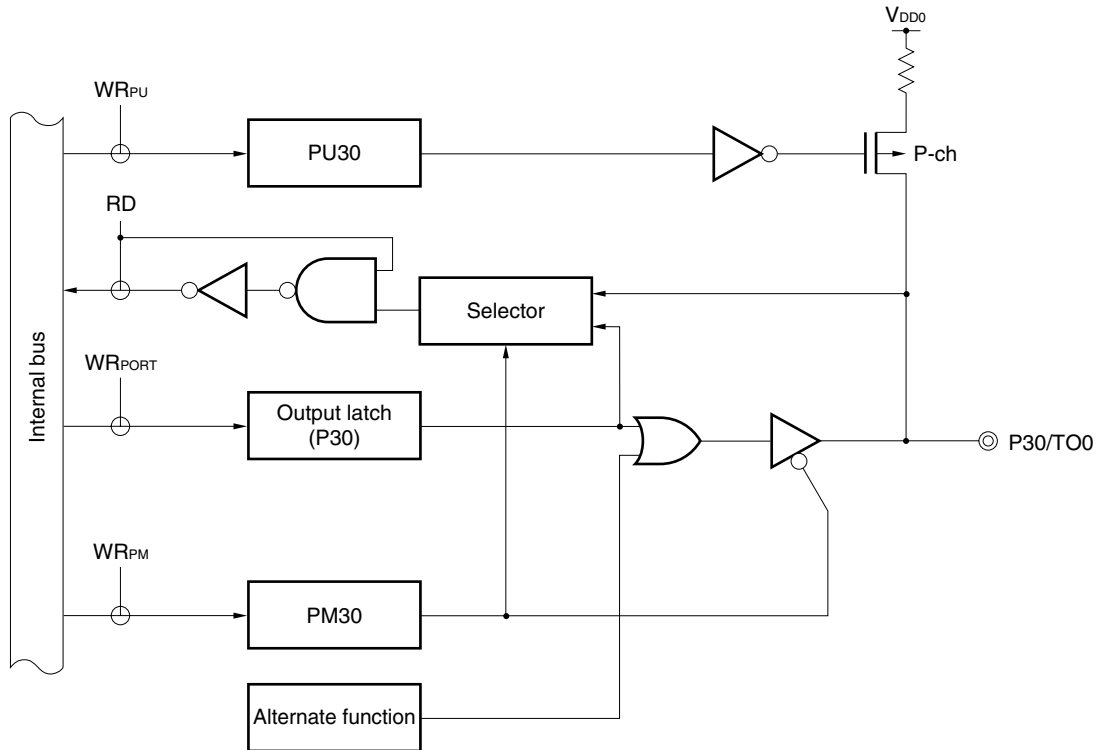 VDD0
WRPU
PU30
P-ch
RD
Selector
Internal bus
WRPORT
Output latch
(P30)
P30/TO0
WRPM
PM30
Alternate function